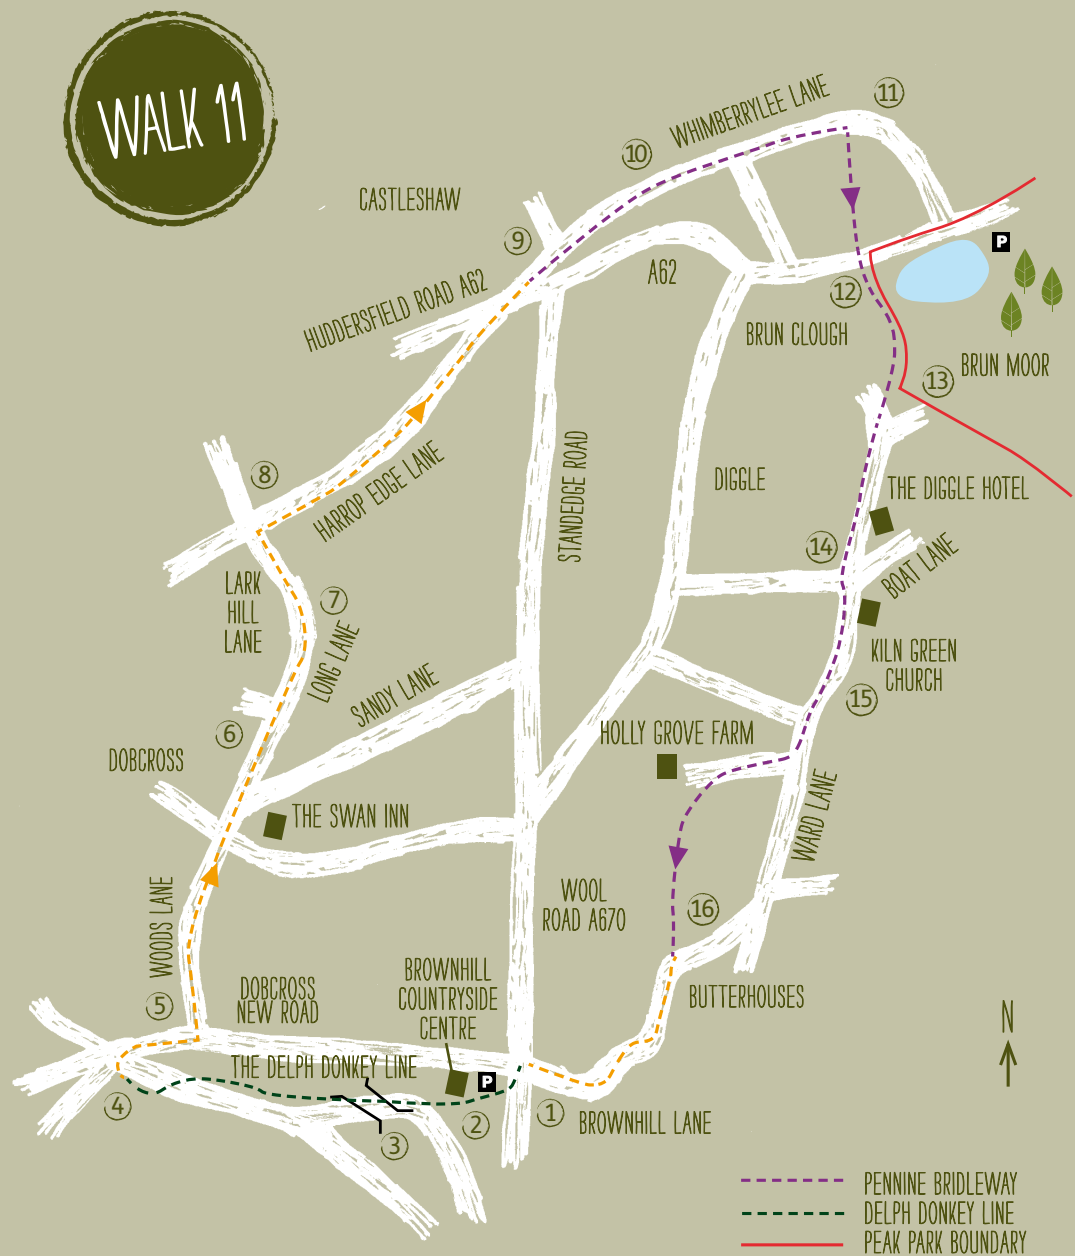 WALK 11
WHIMBERRYLEE LANE
11
10
CASTLESHAW
9
P
HUDDERSFIELD ROAD A62
A62
12
BRUN CLOUGH
BRUN MOOR
13
8
HARROP EDGE LANE
STANDEDGE ROAD
DIGGLE
THE DIGGLE HOTEL
14
BOAT LANE
LARK
HILL
LANE
7
LONG LANE
KILN GREEN
CHURCH
15
SANDY LANE
6
HOLLY GROVE FARM
DOBCROSS
THE SWAN INN
WARD LANE
WOODS LANE
WOOL
ROAD A670
16
BROWNHILL
COUNTRYSIDE
CENTRE
DOBCROSS
NEW ROAD
BUTTERHOUSES
5
N
THE DELPH DONKEY LINE
P
4
2
1
BROWNHILL LANE
3
PENNINE BRIDLEWAY
DELPH DONKEY LINE
PEAK PARK BOUNDARY